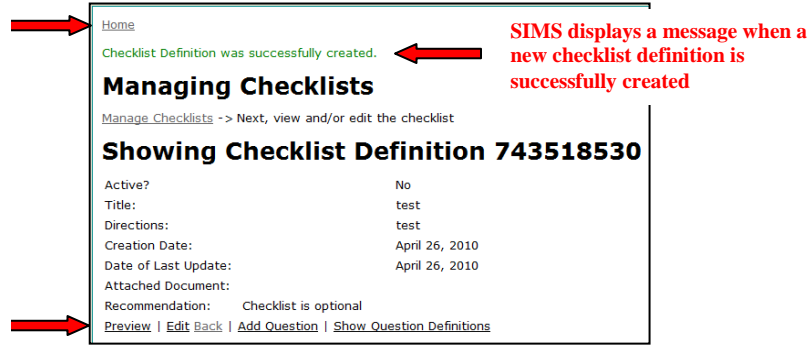 Home
Checklist Definition was successfully created.
SIMS displays a message when a
new checklist definition is
successfully created
Managing Checklists
Manage Checklists -> Next, view and/or edit the checklist
Showing Checklist Definition 743518530
Active? No
Title: test
Directions: test
Creation Date: April 26, 2010
Date of Last Update: April 26, 2010
Attached Document:
Recommendation: Checklist is optional
Preview | Edit Back | Add Question | Show Question Definitions